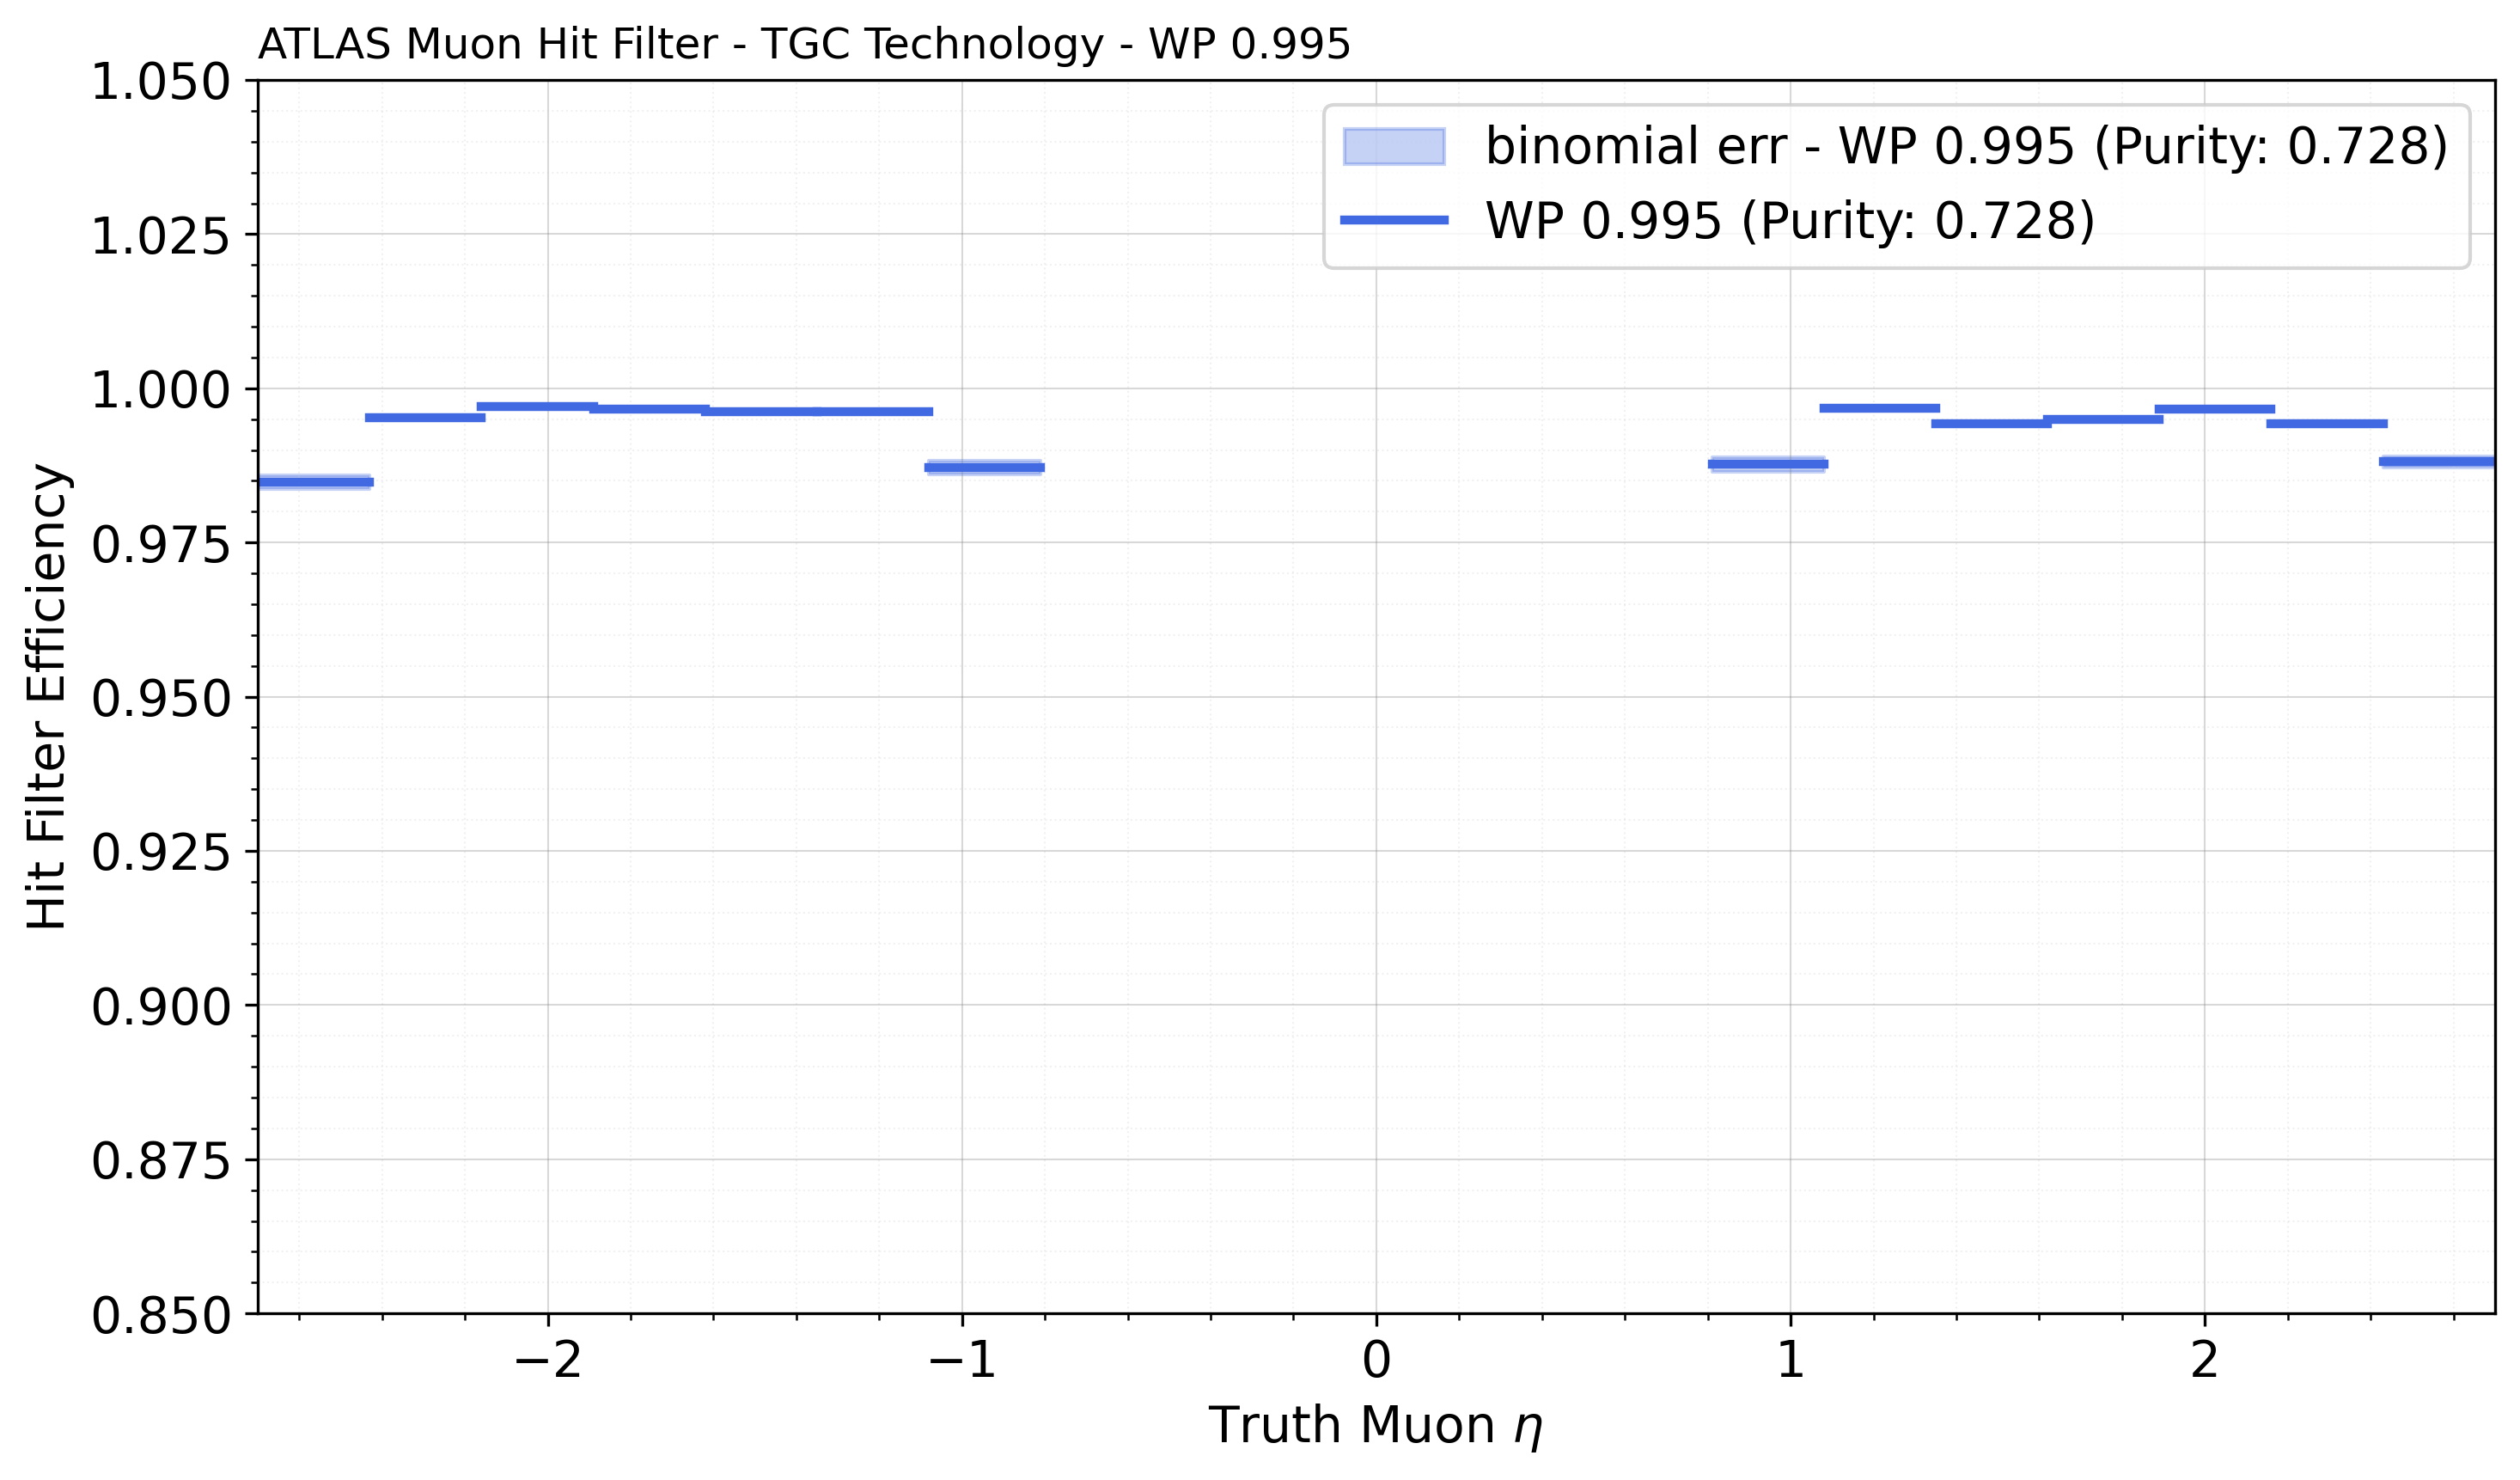 ATLAS Muon Hit Filter - TGC Technology - WP 0.995
1.050
1.025
1.000
0.975
0.950
0.925
0.900
0.875
0.850
Hit Filter Efficiency
binomial err - WP 0.995 (Purity: 0.728)
WP 0.995 (Purity: 0.728)
−2
−1
0
1
2
Truth Muon η